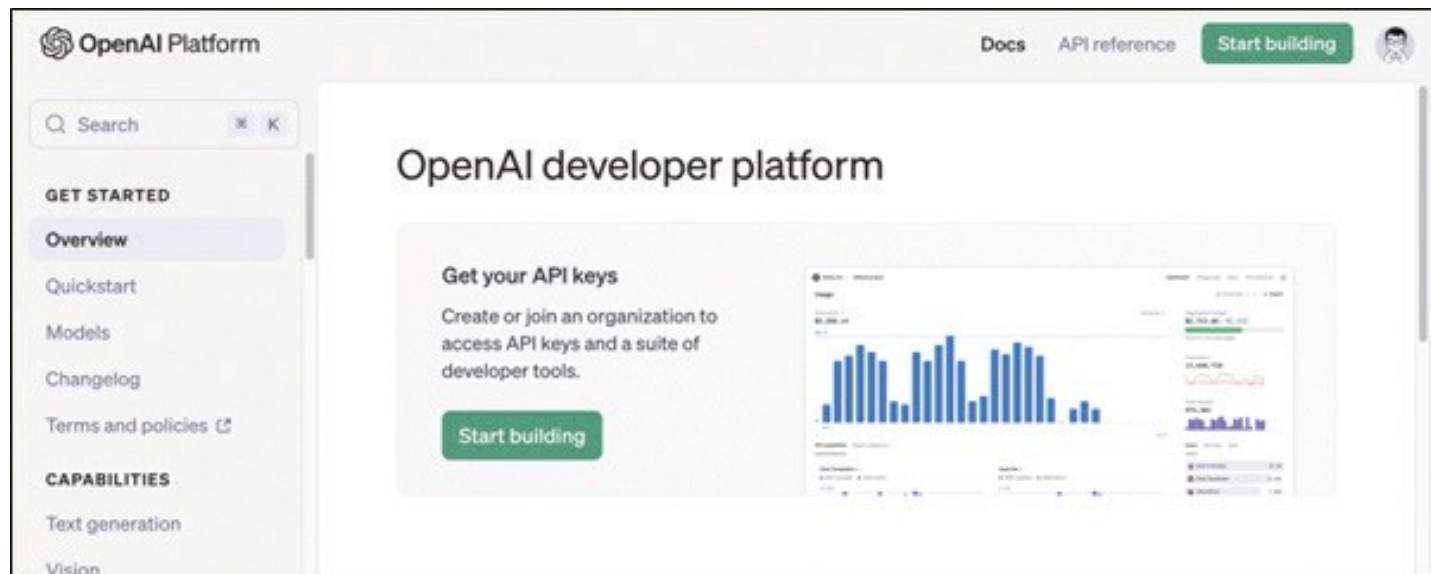 OpenAI Platform
Docs API reference Start building
Search ⌘ K
GET STARTED
Overview
Quickstart
Models
Changelog
Terms and policies
CAPABILITIES
Text generation
Vision
OpenAI developer platform
Get your API keys
Create or join an organization to
access API keys and a suite of
developer tools.
Start building
Usage